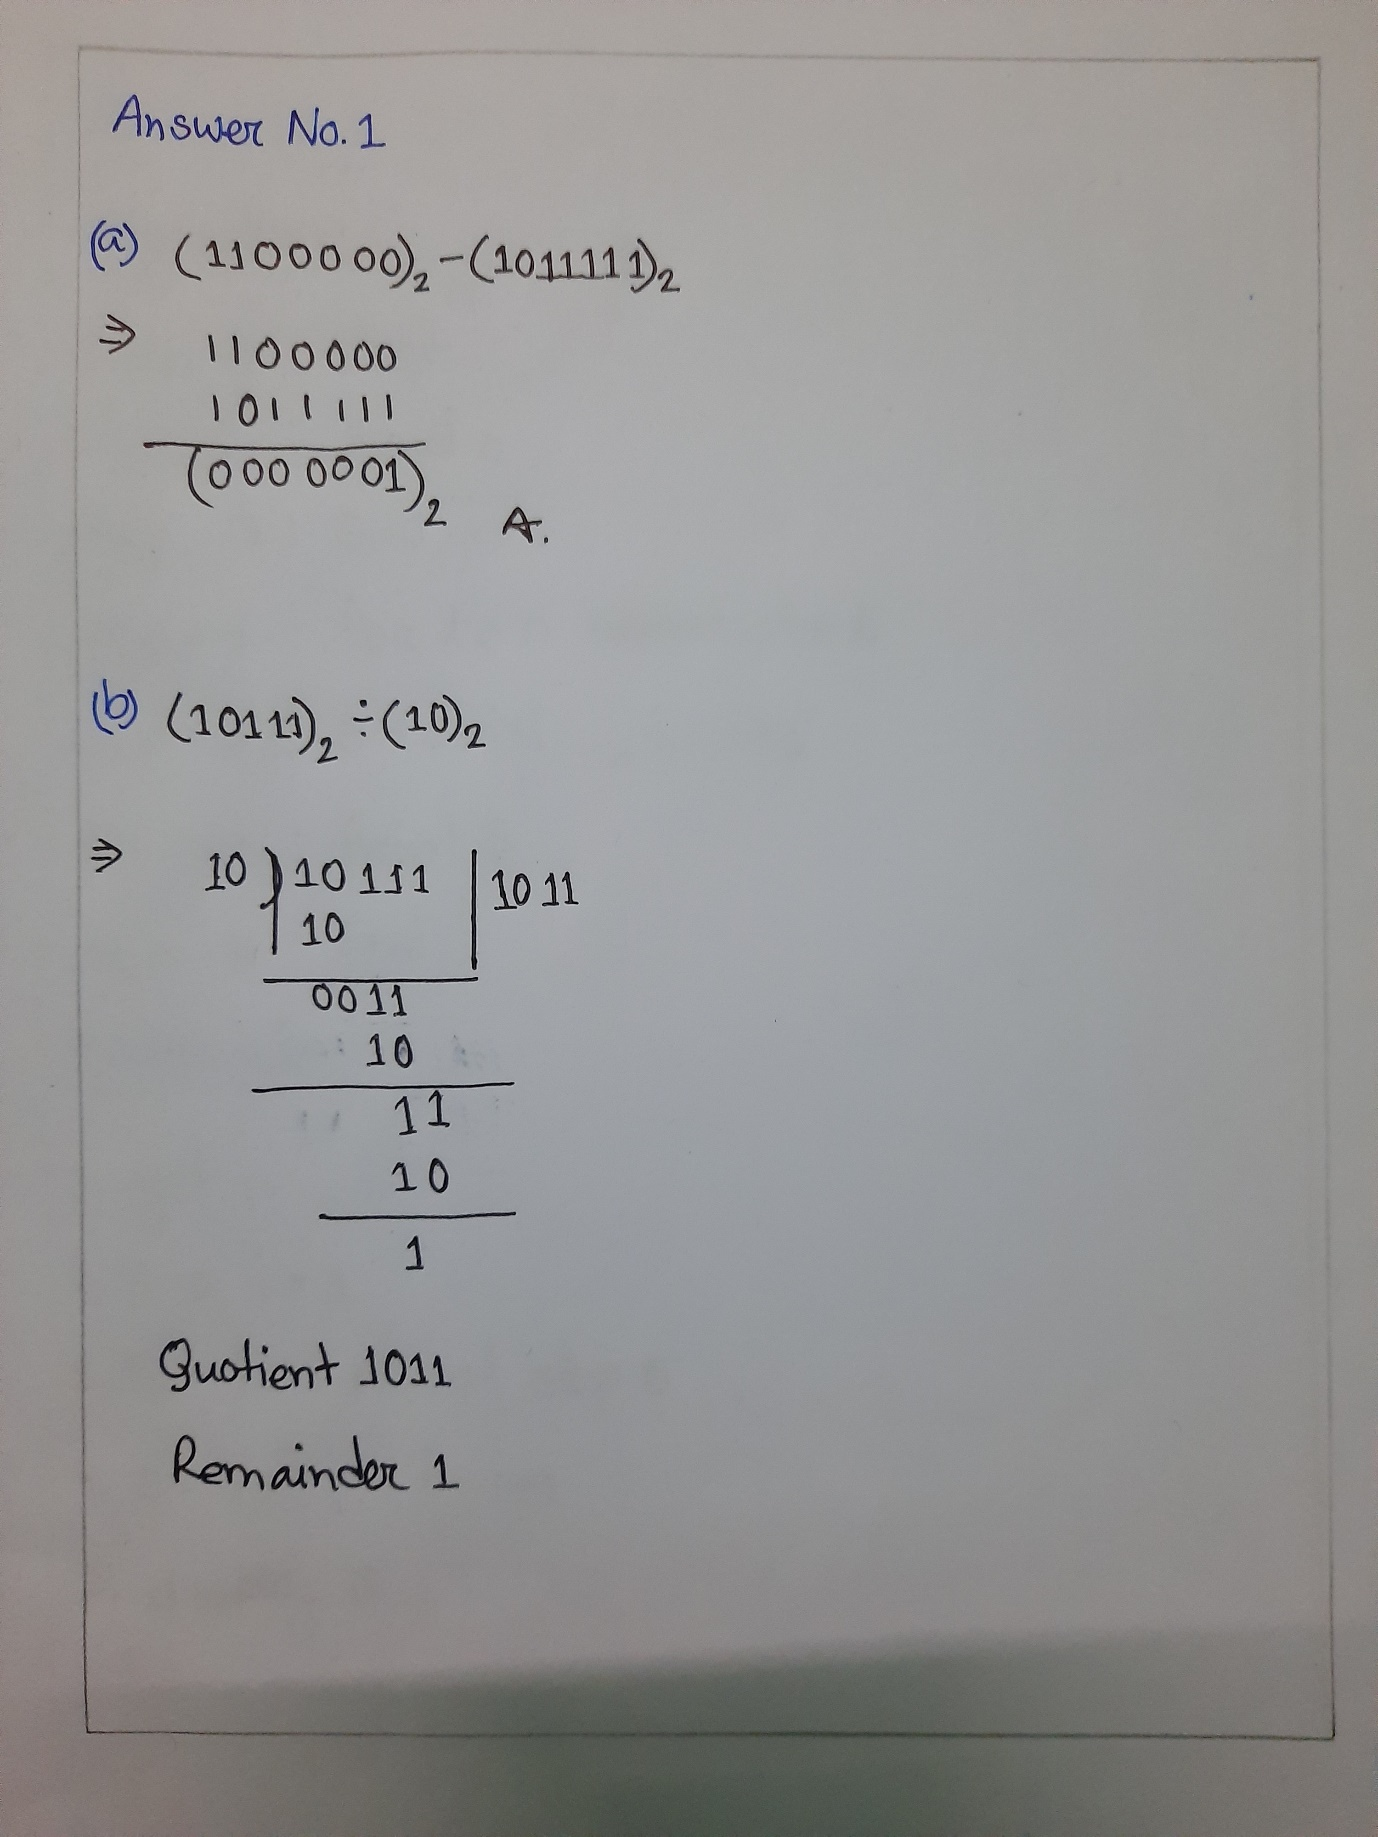 Answer No. 1
(a) (1100000)₂ - (1011111)₂
⇒ 1100000
1011111
(0000001)₂ A.
(b) (10111)₂ ÷ (10)₂
⇒ 10 ) 10111 | 1011
10
0011
10
11
10
1
Quotient 1011
Remainder 1